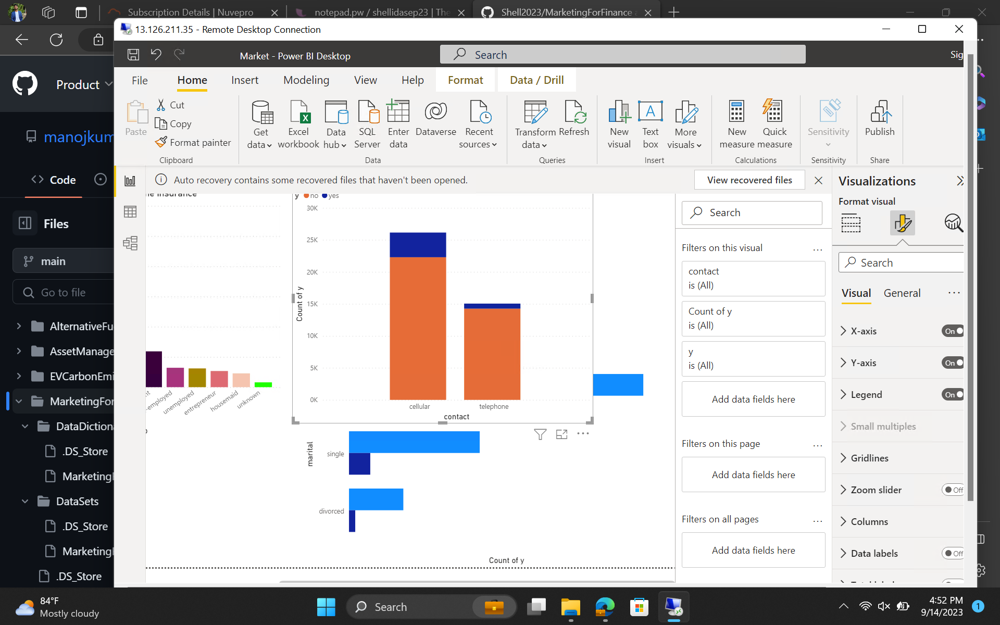 Subscription Details | Nuvepro
notepad.pw / shellidasep23 | The
Shell2023/MarketingForFinance a
13.126.211.35 - Remote Desktop Connection
Market - Power BI Desktop
Search
Sig
File
Home
Insert
Modeling
View
Help
Format
Data / Drill
Paste
Cut
Copy
Format painter
Clipboard
Get data
Excel workbook
Data hub
SQL Server
Enter data
Dataverse
Recent sources
Data
Transform data
Refresh
Queries
New visual
Text box
More visuals
Insert
New measure
Quick measure
Calculations
Sensitivity
Sensitivity
Publish
Share
Auto recovery contains some recovered files that haven't been opened.
View recovered files
Product
manojkum
Code
Files
main
Go to file
AlternativeFu
AssetManage
EVCarbonEmi
MarketingFor
DataDictiona
.DS_Store
Marketing
DataSets
.DS_Store
Marketing
.DS_Store
ne insurance
nt
-employed
unemployed
entrepreneur
housemaid
unknown
y no yes
30K
25K
20K
15K
10K
5K
0K
Count of y
cellular
telephone
contact
marital
single
divorced
Count of y
Search
Filters on this visual
contact
is (All)
Count of y
is (All)
y
is (All)
Add data fields here
Filters on this page
Add data fields here
Filters on all pages
Add data fields here
Visualizations
Format visual
Search
Visual
General
X-axis On
Y-axis On
Legend On
Small multiples
Gridlines
Zoom slider Off
Columns
Data labels Off
84°F
Mostly cloudy
Search
4:52 PM
9/14/2023
1